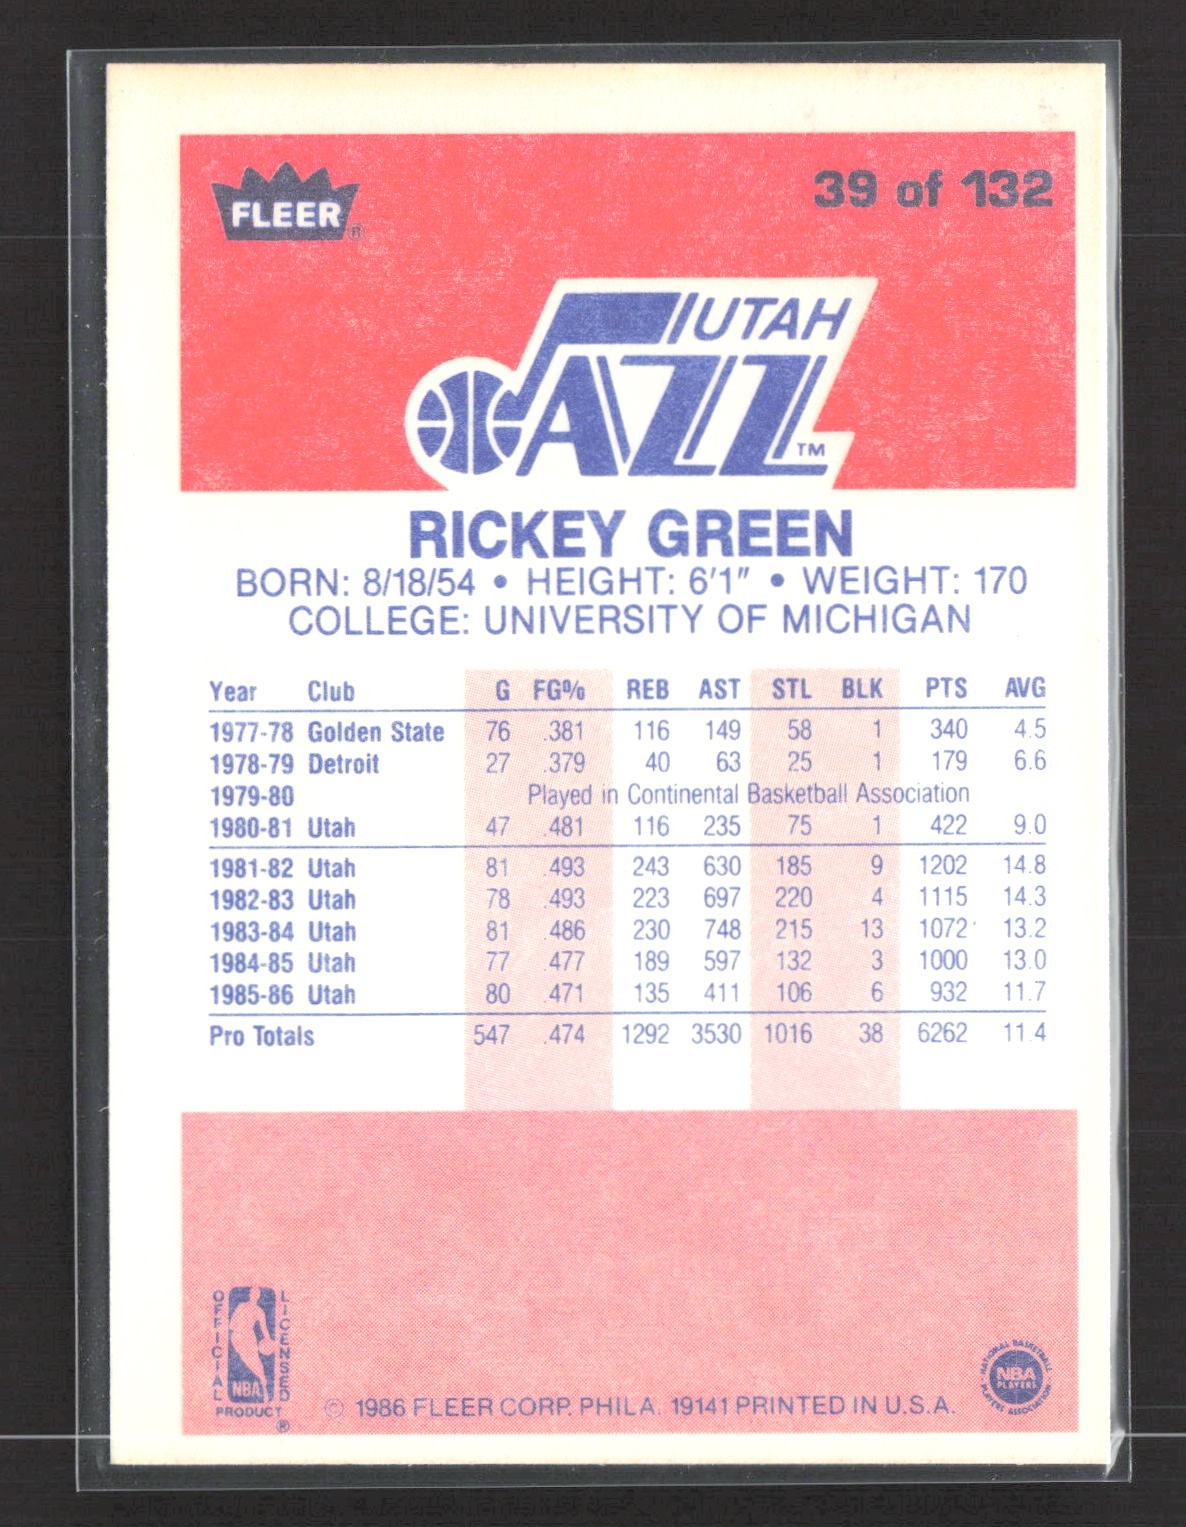 FLEER®
39 of 132
UTAH
JAZZ™
RICKEY GREEN
BORN: 8/18/54 • HEIGHT: 6'1" • WEIGHT: 170
COLLEGE: UNIVERSITY OF MICHIGAN
Year Club G FG% REB AST STL BLK PTS AVG
1977-78 Golden State 76 .381 116 149 58 1 340 4.5
1978-79 Detroit 27 .379 40 63 25 1 179 6.6
1979-80 Played in Continental Basketball Association
1980-81 Utah 47 .481 116 235 75 1 422 9.0
1981-82 Utah 81 .493 243 630 185 9 1202 14.8
1982-83 Utah 78 .493 223 697 220 4 1115 14.3
1983-84 Utah 81 .486 230 748 215 13 1072 13.2
1984-85 Utah 77 .477 189 597 132 3 1000 13.0
1985-86 Utah 80 .471 135 411 106 6 932 11.7
Pro Totals 547 .474 1292 3530 1016 38 6262 11.4
OFFICIAL LICENSED
NBA
PRODUCT®
© 1986 FLEER CORP. PHILA. 19141 PRINTED IN U.S.A.
NATIONAL BASKETBALL
NBA
PLAYERS
PLAYERS ASSOCIATION